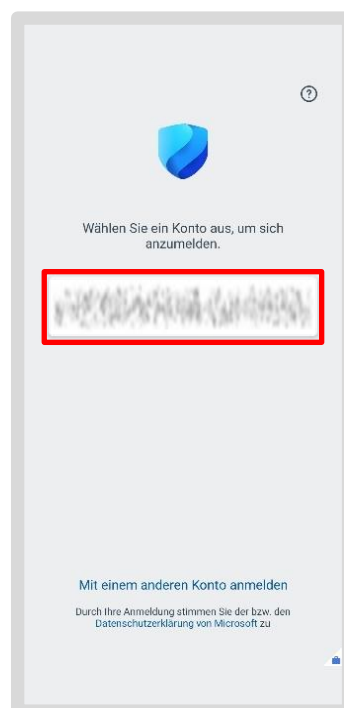 Wählen Sie ein Konto aus, um sich
anzumelden.
Mit einem anderen Konto anmelden
Durch Ihre Anmeldung stimmen Sie der bzw. den
Datenschutzerklärung von Microsoft zu